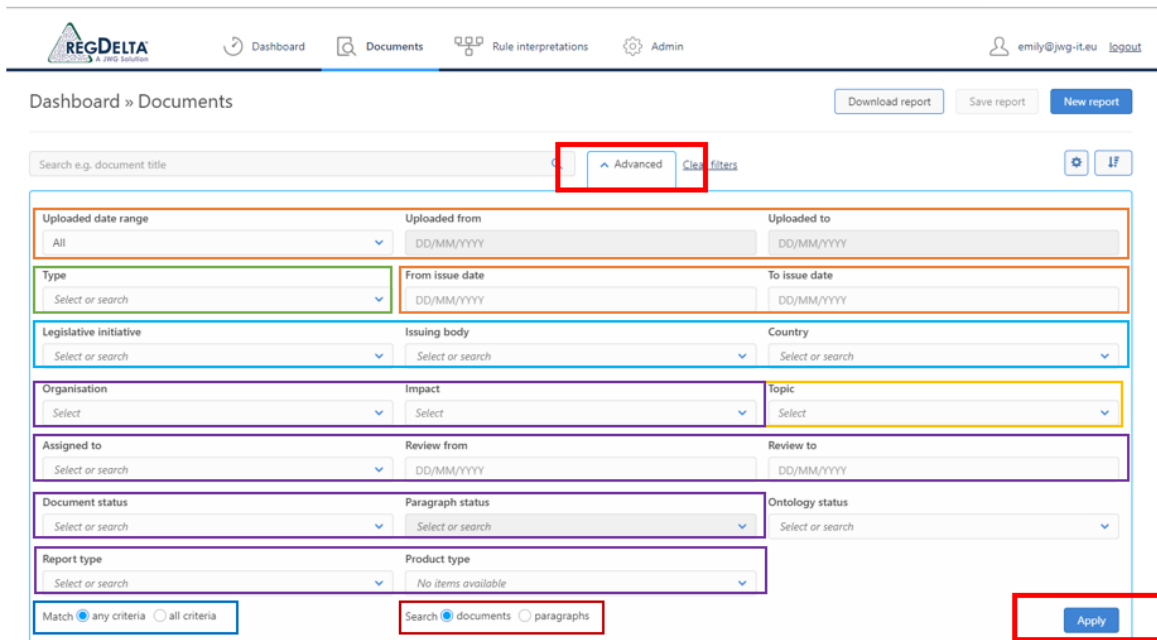 REGDELTA
A JWG Solution
Dashboard Documents Rule interpretations Admin emily@jwg-it.eu logout
Dashboard » Documents Download report Save report New report
Search e.g. document title Advanced Clear filters
Uploaded date range Uploaded from Uploaded to
All DD/MM/YYYY DD/MM/YYYY
Type From issue date To issue date
Select or search DD/MM/YYYY DD/MM/YYYY
Legislative initiative Issuing body Country
Select or search Select or search Select or search
Organisation Impact Topic
Select Select Select
Assigned to Review from Review to
Select or search DD/MM/YYYY DD/MM/YYYY
Document status Paragraph status Ontology status
Select or search Select or search Select or search
Report type Product type
Select or search No items available
Match any criteria all criteria Search documents paragraphs Apply